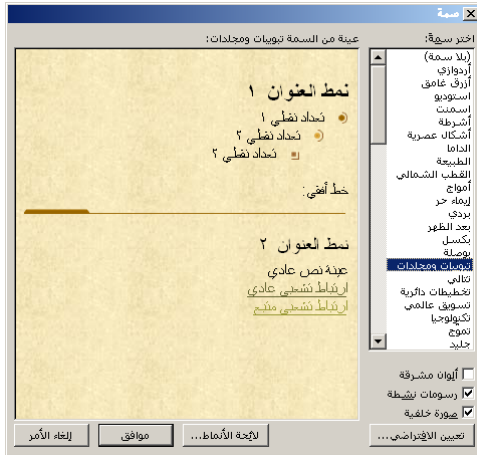 سمة
اختر سمة:
(بلا سمة)
أردوازي
أزرق غامق
استوديو
اسمنت
أشرطة
أشكال عصرية
الداما
الطبيعة
القطب الشمالي
أمواج
إيماء حر
بردي
بعد الظهر
بكسل
بوصلة
تبويبات ومجلدات
تتالي
تخطيطات دائرية
تسويق عالمي
تكنولوجيا
تموج
جليد
ألوان مشرقة
رسومات نشطة
صورة خلفية
عينة من السمة تبويبات ومجلدات:
نمط العنوان ١
تعداد نقطي ١
تعداد نقطي ٢
تعداد نقطي ٢
خط أفقي:
نمط العنوان ٢
عينة نص عادي
ارتباط تشعبي عادي
ارتباط تشعبي متبع
تعيين الافتراضي...
لائحة الأنماط...
موافق
إلغاء الأمر